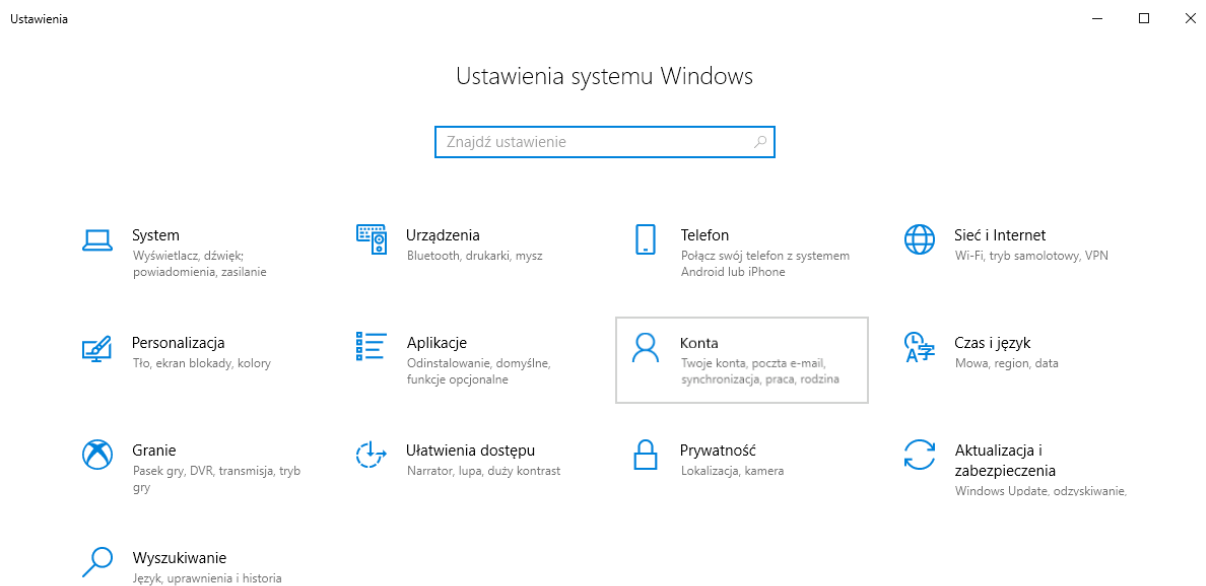 Ustawienia
Ustawienia systemu Windows
Znajdź ustawienie
System
Wyświetlacz, dźwięk;
powiadomienia, zasilanie
Urządzenia
Bluetooth, drukarki, mysz
Telefon
Połącz swój telefon z systemem
Android lub iPhone
Sieć i Internet
Wi-Fi, tryb samolotowy, VPN
Personalizacja
Tło, ekran blokady, kolory
Aplikacje
Odinstalowanie, domyślne,
funkcje opcjonalne
Konta
Twoje konta, poczta e-mail,
synchronizacja, praca, rodzina
Czas i język
Mowa, region, data
Granie
Pasek gry, DVR, transmisja, tryb
gry
Ułatwienia dostępu
Narrator, lupa, duży kontrast
Prywatność
Lokalizacja, kamera
Aktualizacja i
zabezpieczenia
Windows Update, odzyskiwanie,
Wyszukiwanie
Język, uprawnienia i historia